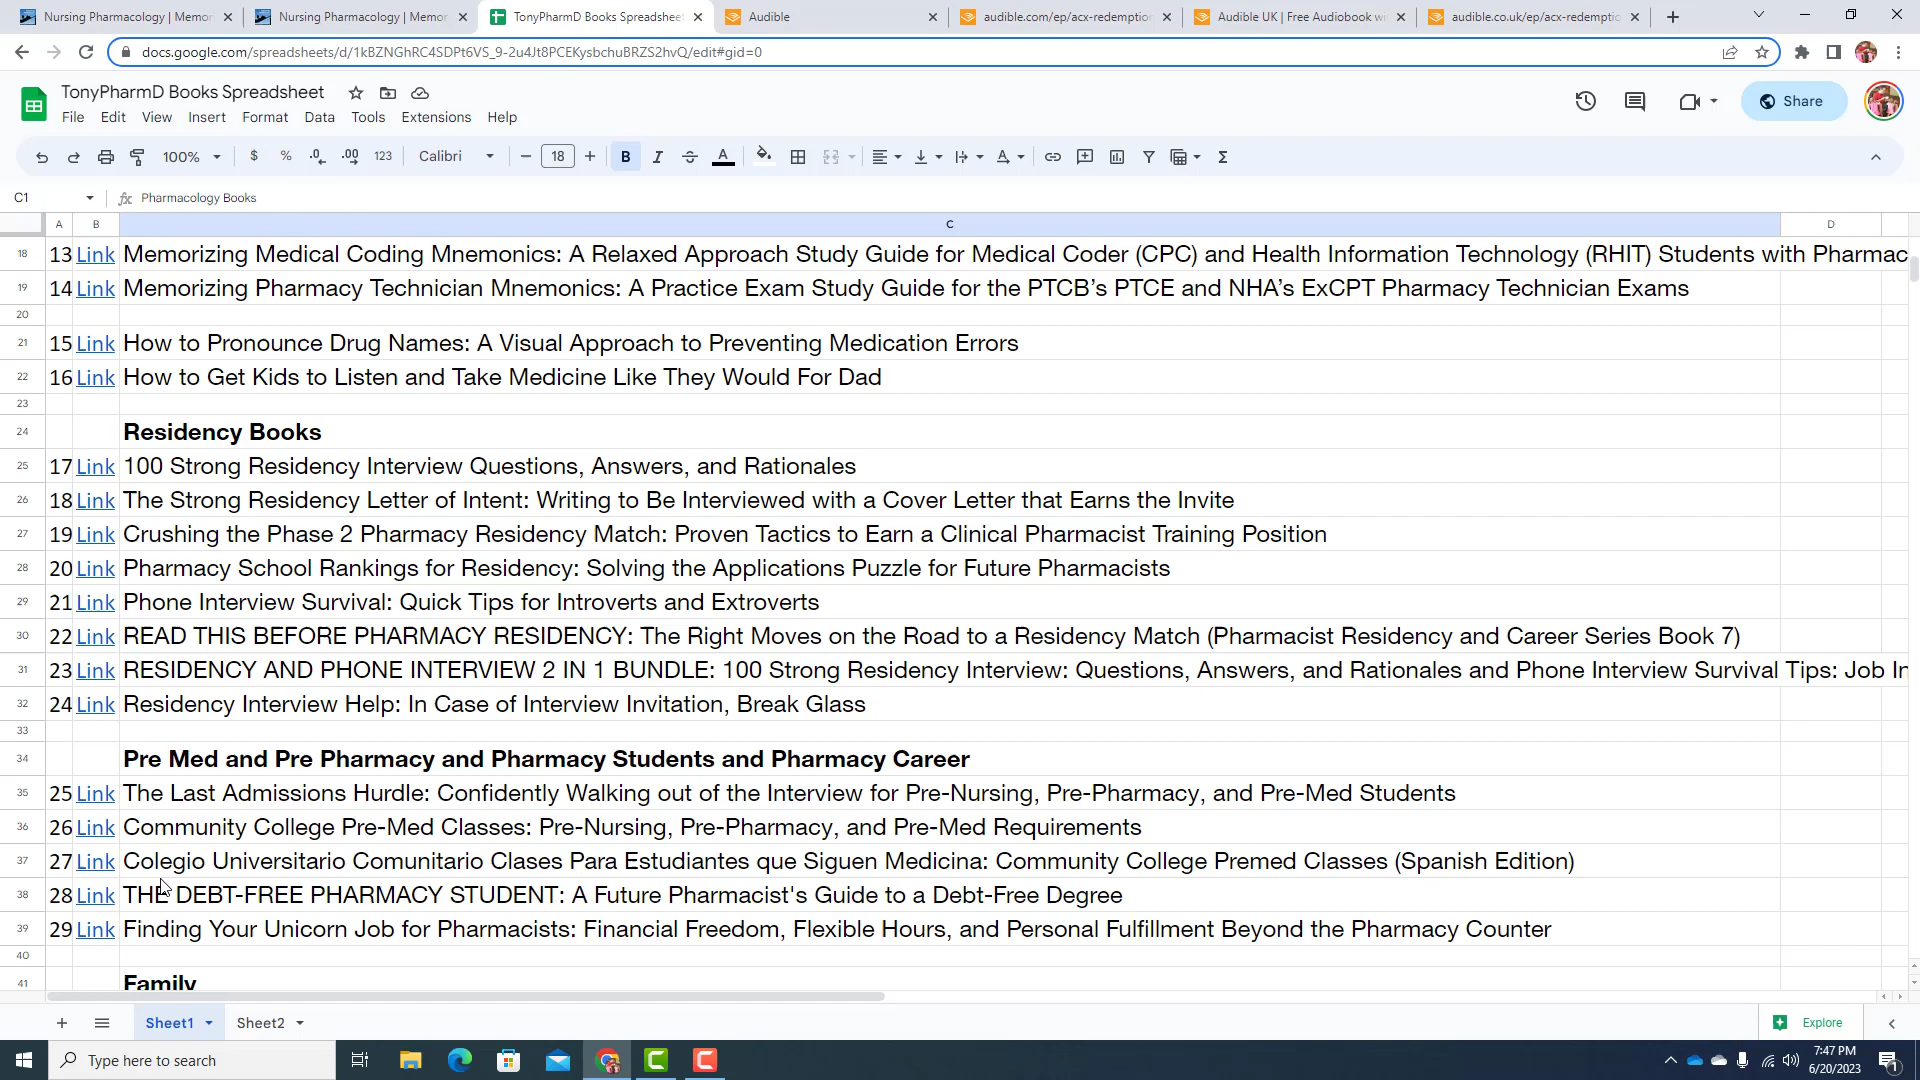 Nursing Pharmacology | Memor
Nursing Pharmacology | Memor
TonyPharmD Books Spreadsheet
Audible
audible.com/ep/acx-redemption
Audible UK | Free Audiobook wi
audible.co.uk/ep/acx-redemptio
docs.google.com/spreadsheets/d/1kBZNGhRC4SDPt6VS_9-2u4Jt8PCEKysbchuBRZS2hvQ/edit#gid=0
TonyPharmD Books Spreadsheet
Share
File Edit View Insert Format Data Tools Extensions Help
100% $ % .0 .00 123 Calibri 18 B I A
C1 fx Pharmacology Books
A B C D
18 13 Link Memorizing Medical Coding Mnemonics: A Relaxed Approach Study Guide for Medical Coder (CPC) and Health Information Technology (RHIT) Students with Pharmac
19 14 Link Memorizing Pharmacy Technician Mnemonics: A Practice Exam Study Guide for the PTCB’s PTCE and NHA’s ExCPT Pharmacy Technician Exams
20
21 15 Link How to Pronounce Drug Names: A Visual Approach to Preventing Medication Errors
22 16 Link How to Get Kids to Listen and Take Medicine Like They Would For Dad
23
24 Residency Books
25 17 Link 100 Strong Residency Interview Questions, Answers, and Rationales
26 18 Link The Strong Residency Letter of Intent: Writing to Be Interviewed with a Cover Letter that Earns the Invite
27 19 Link Crushing the Phase 2 Pharmacy Residency Match: Proven Tactics to Earn a Clinical Pharmacist Training Position
28 20 Link Pharmacy School Rankings for Residency: Solving the Applications Puzzle for Future Pharmacists
29 21 Link Phone Interview Survival: Quick Tips for Introverts and Extroverts
30 22 Link READ THIS BEFORE PHARMACY RESIDENCY: The Right Moves on the Road to a Residency Match (Pharmacist Residency and Career Series Book 7)
31 23 Link RESIDENCY AND PHONE INTERVIEW 2 IN 1 BUNDLE: 100 Strong Residency Interview: Questions, Answers, and Rationales and Phone Interview Survival Tips: Job In
32 24 Link Residency Interview Help: In Case of Interview Invitation, Break Glass
33
34 Pre Med and Pre Pharmacy and Pharmacy Students and Pharmacy Career
35 25 Link The Last Admissions Hurdle: Confidently Walking out of the Interview for Pre-Nursing, Pre-Pharmacy, and Pre-Med Students
36 26 Link Community College Pre-Med Classes: Pre-Nursing, Pre-Pharmacy, and Pre-Med Requirements
37 27 Link Colegio Universitario Comunitario Clases Para Estudiantes que Siguen Medicina: Community College Premed Classes (Spanish Edition)
38 28 Link THE DEBT-FREE PHARMACY STUDENT: A Future Pharmacist's Guide to a Debt-Free Degree
39 29 Link Finding Your Unicorn Job for Pharmacists: Financial Freedom, Flexible Hours, and Personal Fulfillment Beyond the Pharmacy Counter
40
41 Family
Sheet1 Sheet2 Explore
Type here to search
7:47 PM
6/20/2023
1